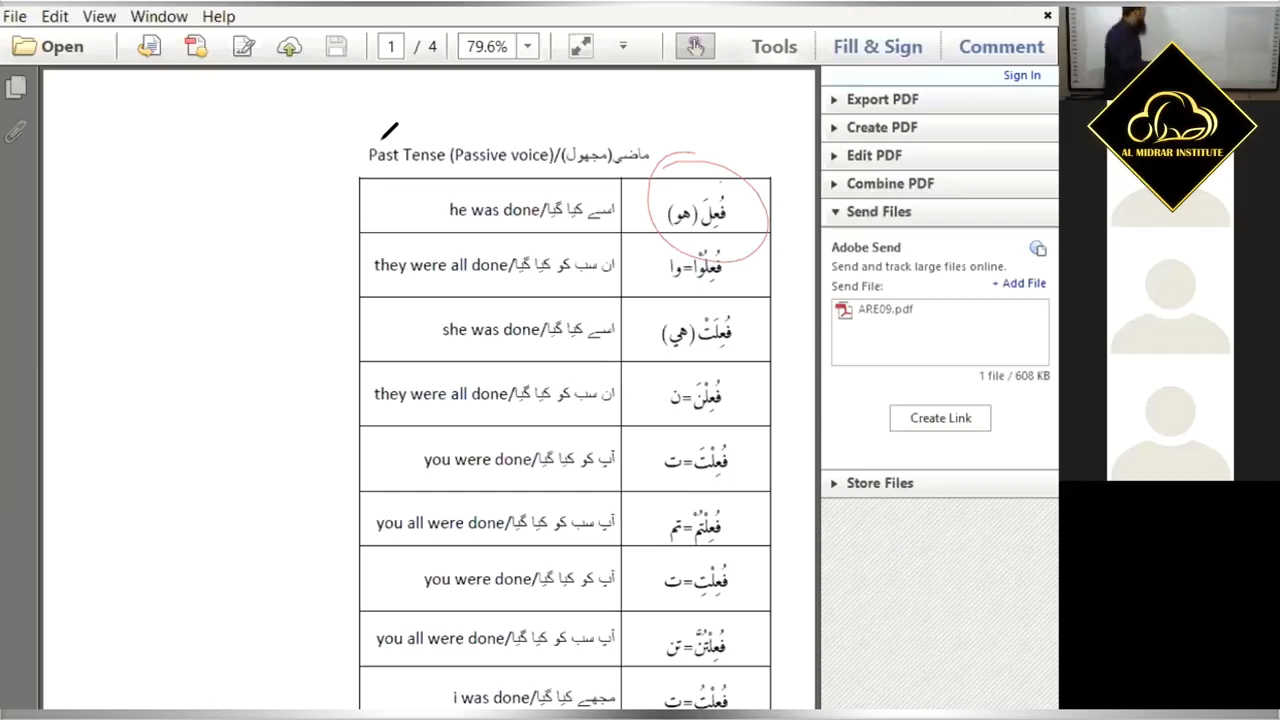 File Edit View Window Help ×
Open 1 / 4 79.6% Tools Fill & Sign Comment
Sign In
Past Tense (Passive voice)/ماضي(مجهول)
he was done/اسے کیا گیا فُعِلَ (هو)
they were all done/ان سب کو کیا گیا فُعِلُوْا=وا
she was done/اسے کیا گیا فُعِلَتْ (هي)
they were all done/ان سب کو کیا گیا فُعِلْنَ=ن
you were done/آپ کو کیا گیا فُعِلْتَ=ت
you all were done/آپ سب کو کیا گیا فُعِلْتُمْ=تم
you were done/آپ کو کیا گیا فُعِلْتِ=ت
you all were done/آپ سب کو کیا گیا فُعِلْتُنَّ=تن
i was done/مجھے کیا گیا فُعِلْتُ=ت
Export PDF
Create PDF
Edit PDF
Combine PDF
Send Files
Adobe Send
Send and track large files online.
Send File:
+ Add File
ARE09.pdf
1 file / 608 KB
Create Link
Store Files
AL MIDRAR INSTITUTE